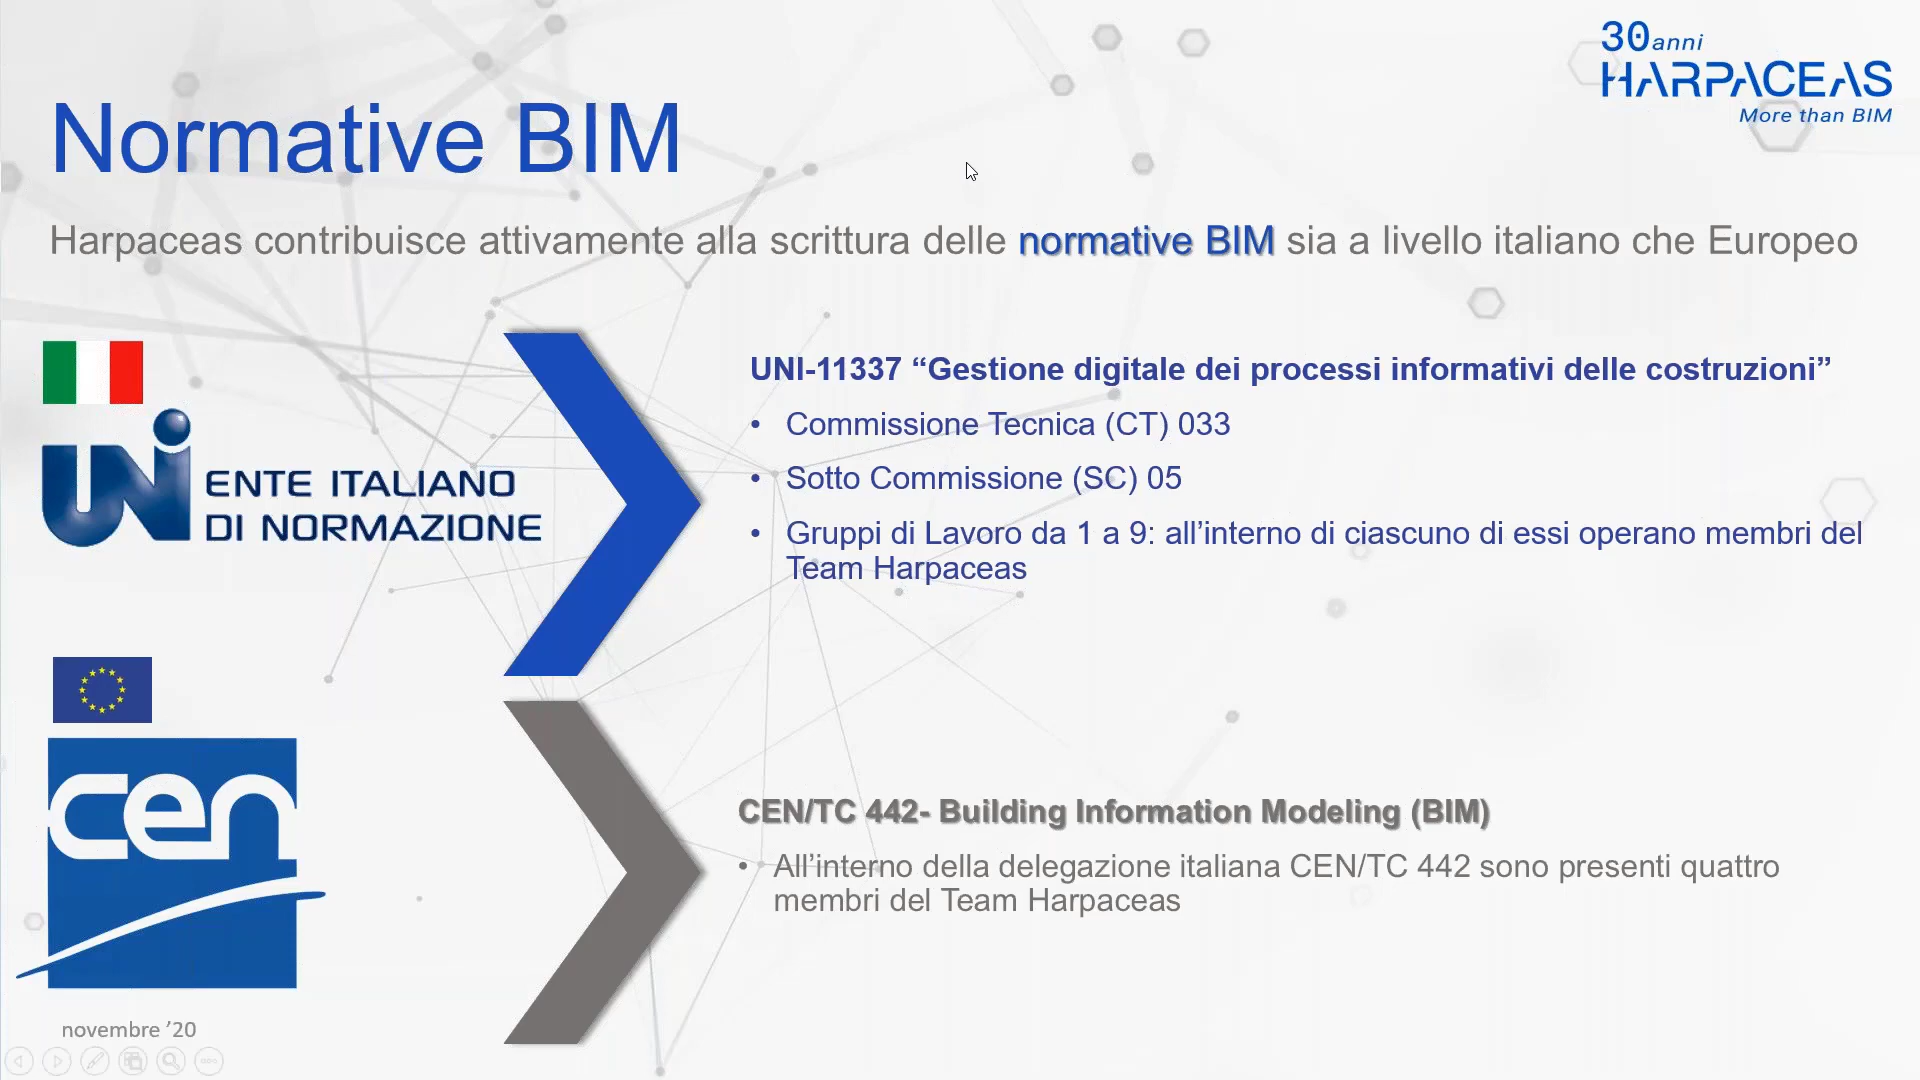 30anni
HARPACEAS
More than BIM
Normative BIM
Harpaceas contribuisce attivamente alla scrittura delle normative BIM sia a livello italiano che Europeo
UNI
ENTE ITALIANO
DI NORMAZIONE
UNI-11337 “Gestione digitale dei processi informativi delle costruzioni”
• Commissione Tecnica (CT) 033
• Sotto Commissione (SC) 05
• Gruppi di Lavoro da 1 a 9: all’interno di ciascuno di essi operano membri del
Team Harpaceas
cen
CEN/TC 442- Building Information Modeling (BIM)
• All’interno della delegazione italiana CEN/TC 442 sono presenti quattro
membri del Team Harpaceas
novembre ’20